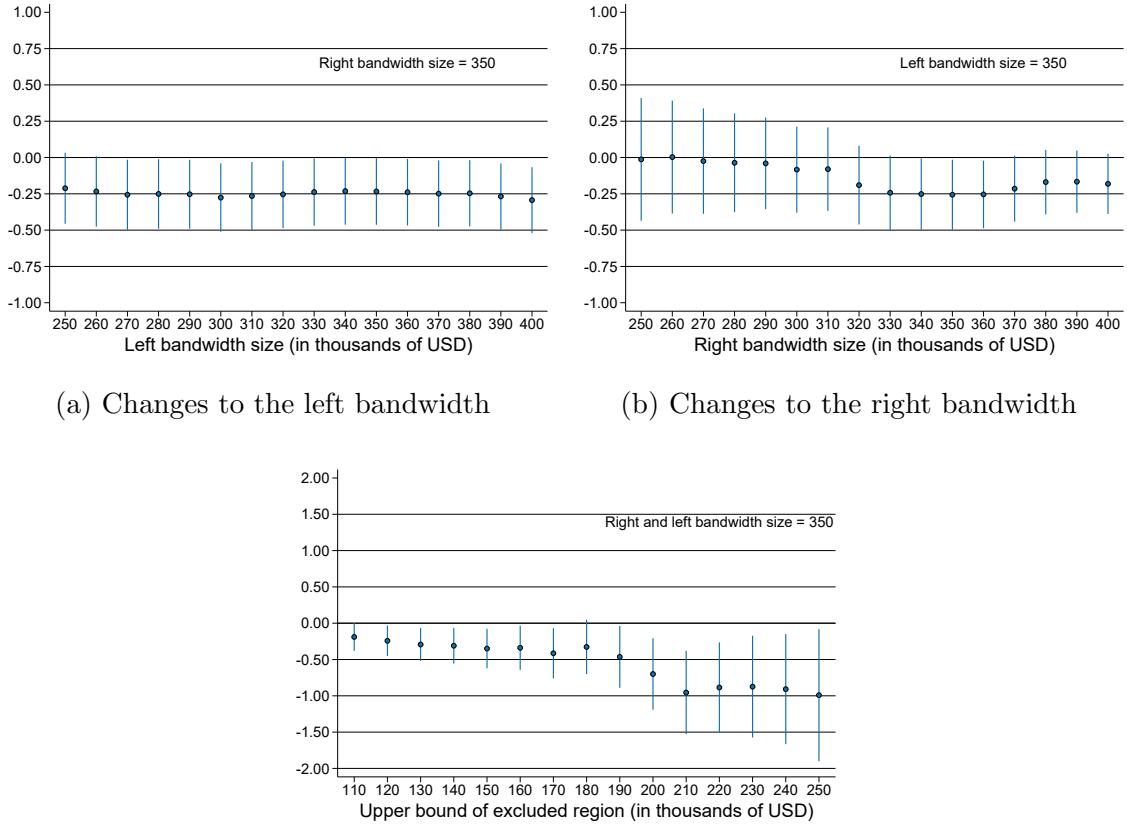 1.00
0.75
Right bandwidth size = 350
0.50
0.25
0.00
-0.25
-0.50
-0.75
-1.00
250 260 270 280 290 300 310 320 330 340 350 360 370 380 390 400
Left bandwidth size (in thousands of USD)
(a) Changes to the left bandwidth
1.00
0.75
Left bandwidth size = 350
0.50
0.25
0.00
-0.25
-0.50
-0.75
-1.00
250 260 270 280 290 300 310 320 330 340 350 360 370 380 390 400
Right bandwidth size (in thousands of USD)
(b) Changes to the right bandwidth
2.00
1.50
Right and left bandwidth size = 350
1.00
0.50
0.00
-0.50
-1.00
-1.50
-2.00
110 120 130 140 150 160 170 180 190 200 210 220 230 240 250
Upper bound of excluded region (in thousands of USD)